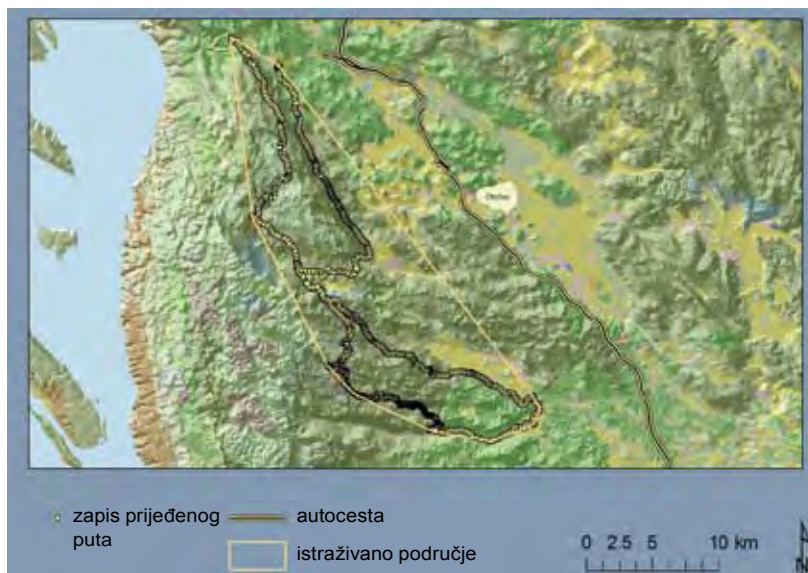 zapis prijeđenog
puta
autocesta
istraživano područje
0 2.5 5 10 km
N